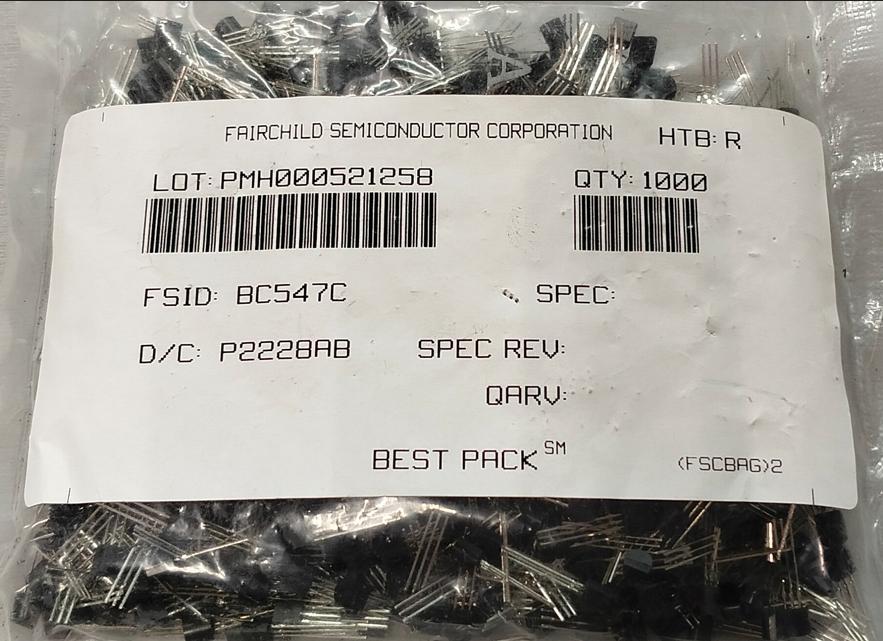 FAIRCHILD SEMICONDUCTOR CORPORATION HTB: R
LOT: PMH000521258 QTY: 1000
FSID: BC547C SPEC:
D/C: P2228AB SPEC REV:
QARV:
BEST PACK SM (FSCBAG)2